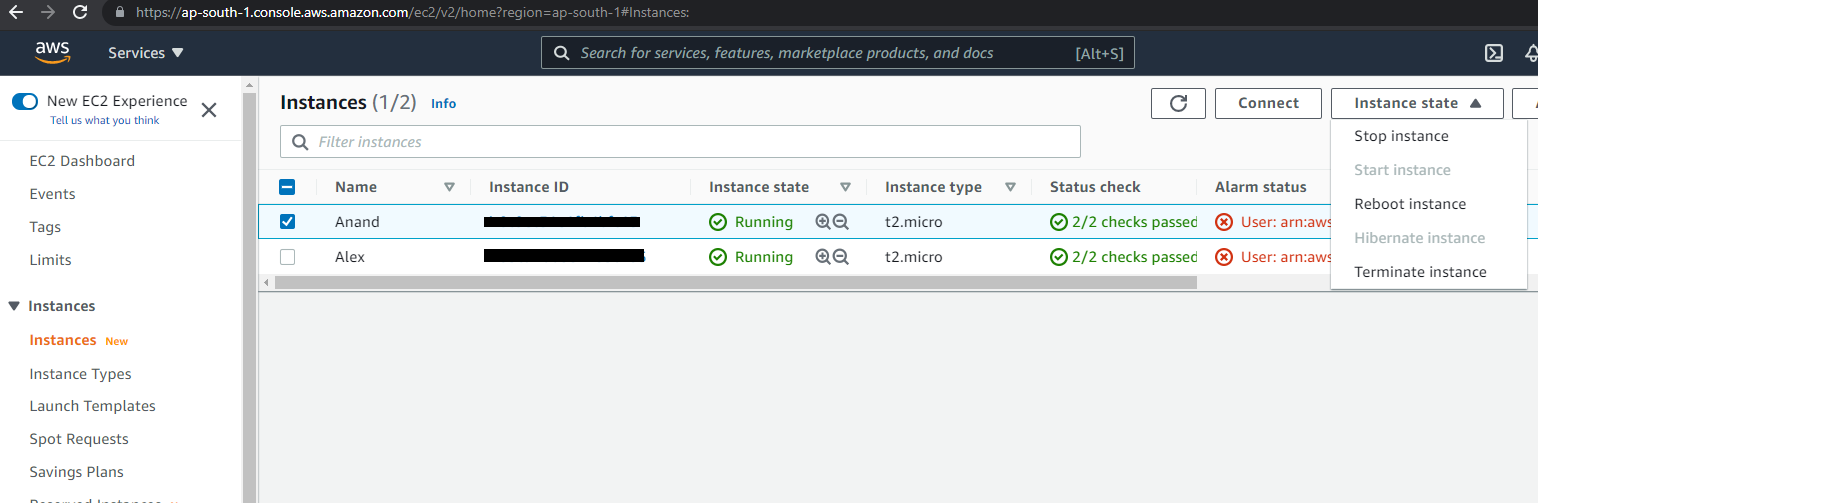 https://ap-south-1.console.aws.amazon.com/ec2/v2/home?region=ap-south-1#Instances:
aws Services Search for services, features, marketplace products, and docs [Alt+S]
New EC2 Experience
Tell us what you think
EC2 Dashboard
Events
Tags
Limits
Instances
Instances New
Instance Types
Launch Templates
Spot Requests
Savings Plans
Instances (1/2) Info
Connect Instance state
Filter instances
Stop instance
Start instance
Reboot instance
Hibernate instance
Terminate instance
Name Instance ID Instance state Instance type Status check Alarm status
Anand Running t2.micro 2/2 checks passed User: arn:aws
Alex Running t2.micro 2/2 checks passed User: arn:aws